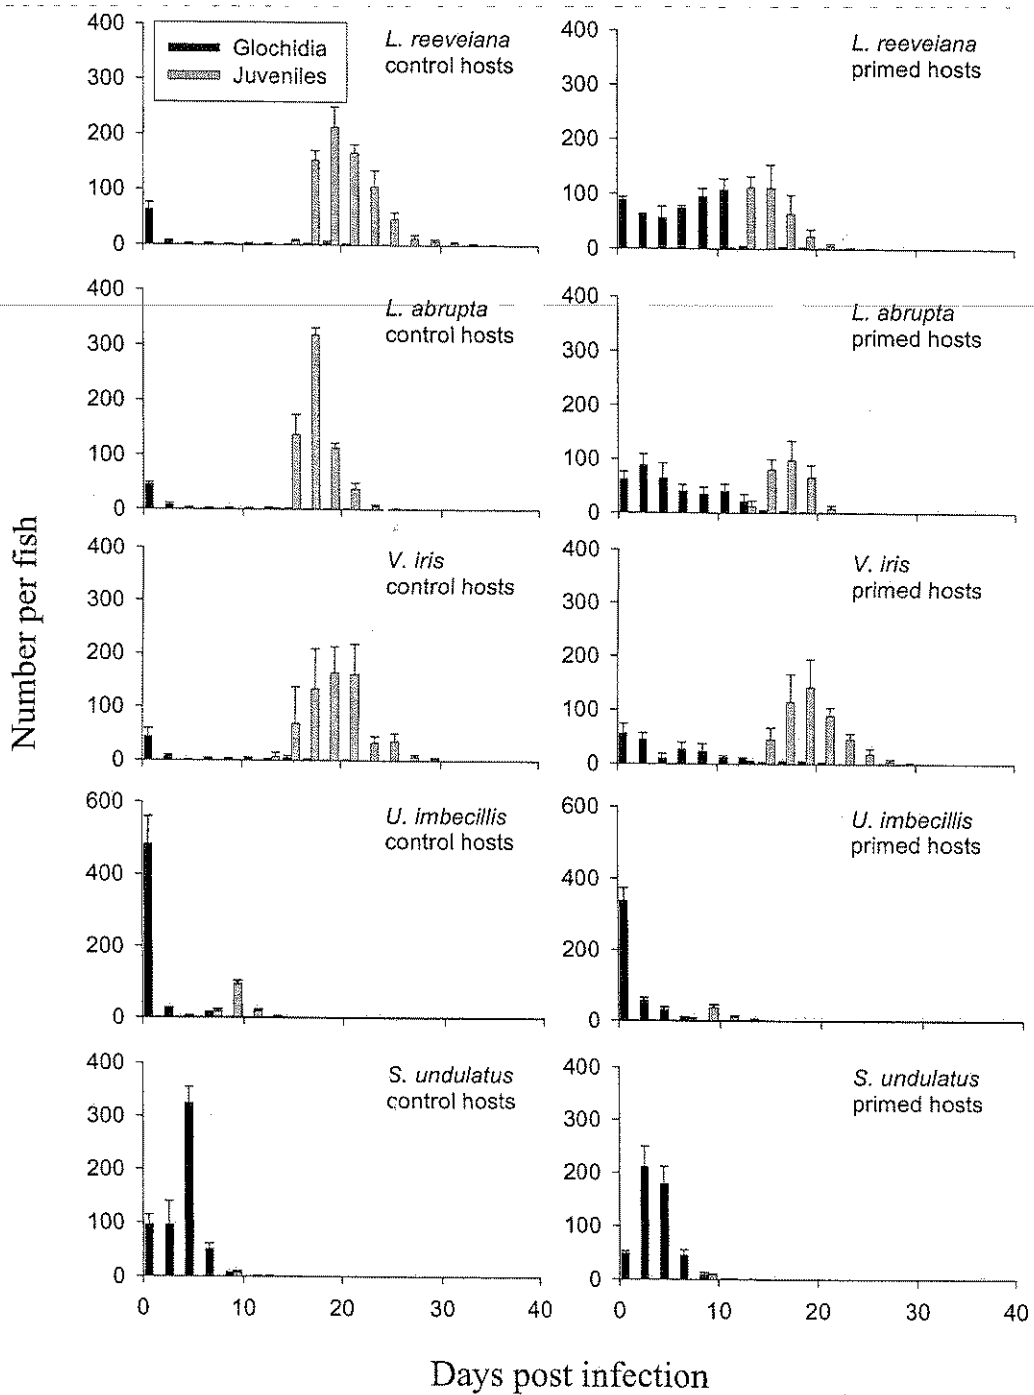 400
300
200
100
0
Glochidia
Juveniles
L. reeveiana
control hosts
400
300
200
100
0
L. reeveiana
primed hosts
400
300
200
100
0
L. abrupta
control hosts
400
300
200
100
0
L. abrupta
primed hosts
400
300
200
100
0
V. iris
control hosts
400
300
200
100
0
V. iris
primed hosts
600
400
200
0
U. imbecillis
control hosts
600
400
200
0
U. imbecillis
primed hosts
400
300
200
100
0
S. undulatus
control hosts
400
300
200
100
0
S. undulatus
primed hosts
0 10 20 30 40
0 10 20 30 40
Number per fish
Days post infection